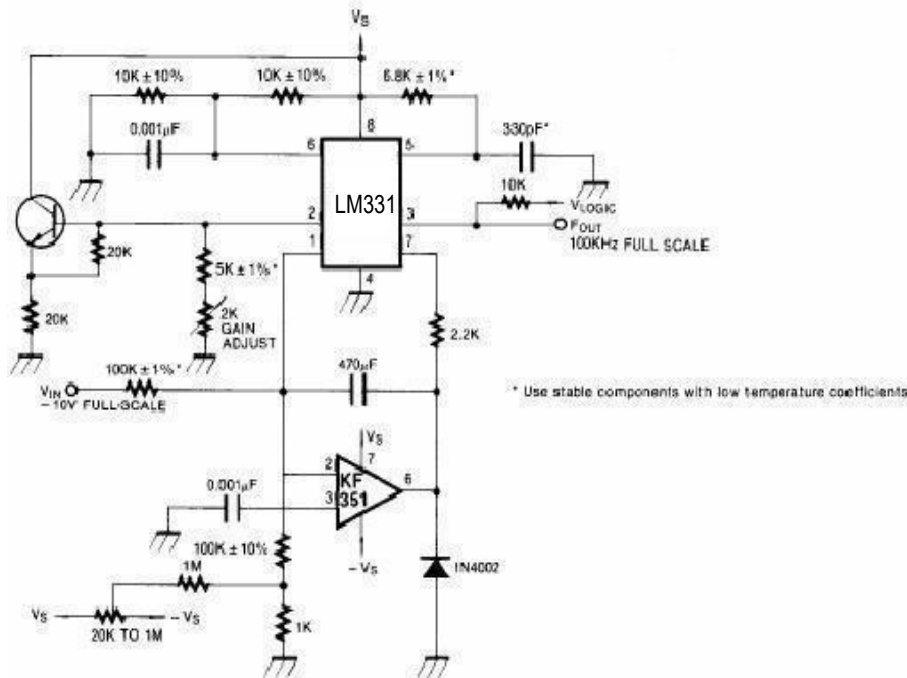 VS
10K ± 10%
10K ± 10%
6.8K ± 1%*
8
0.001µF
6
5
330pF*
LM331
10K
VLOGIC
2
3
FOUT
100KHz FULL SCALE
1
7
20K
5K ± 1%*
4
20K
2K
GAIN
ADJUST
2.2K
100K ± 1%*
470µF
VIN
– 10V FULL-SCALE
* Use stable components with low temperature coefficients
VS
7
2
6
0.001µF
KF
3
351
100K ± 10%
–VS
IN4002
1M
VS
–VS
20K TO 1M
1K